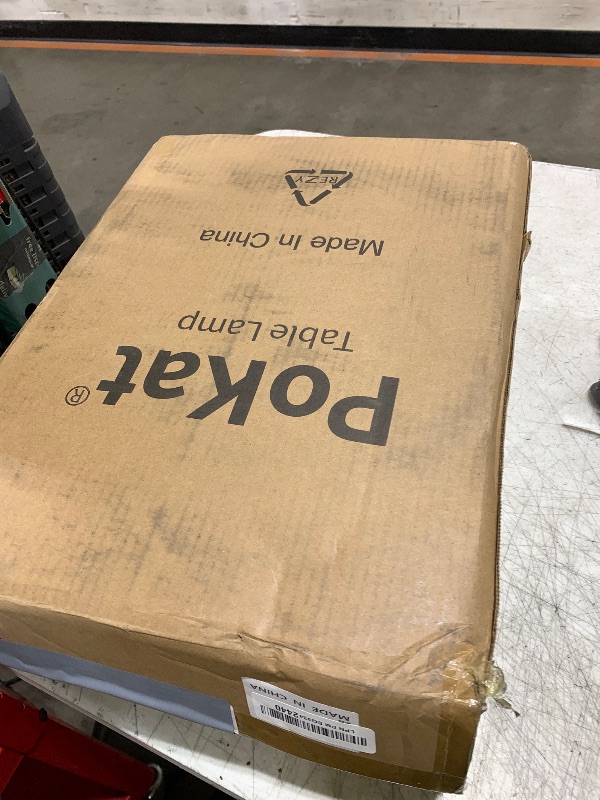 PoKat®
Table Lamp
Made In China
REZY
MADE IN CHINA